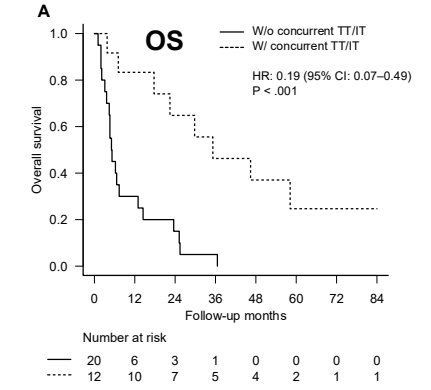 A
OS
W/o concurrent TT/IT
W/ concurrent TT/IT
HR: 0.19 (95% CI: 0.07–0.49)
P < .001
Overall survival
1.0
0.8
0.6
0.4
0.2
0.0
0 12 24 36 48 60 72 84
Follow-up months
Number at risk
20 6 3 1 0 0 0 0
12 10 7 5 4 2 1 1